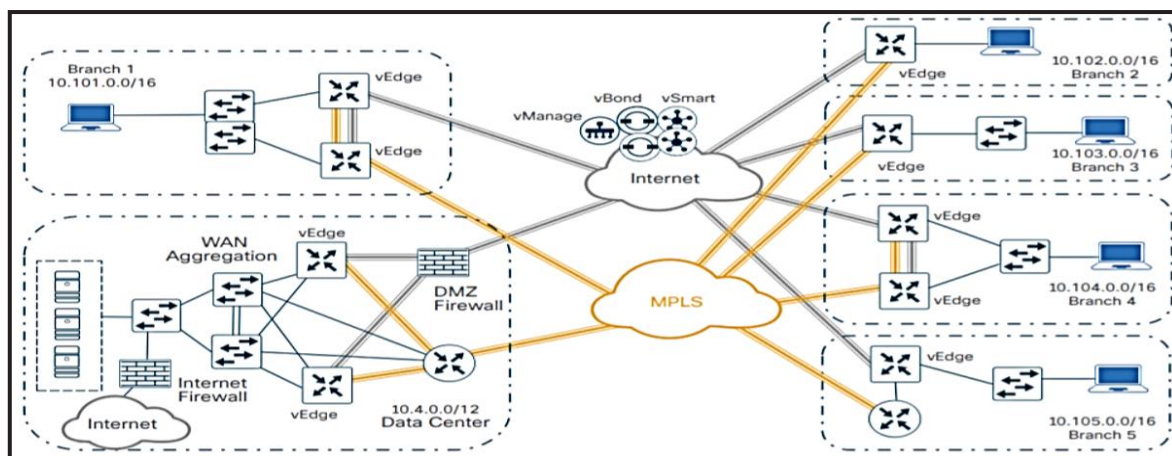 Branch 1
10.101.0.0/16
vEdge
vEdge
WAN
Aggregation
vEdge
DMZ
Firewall
Internet
Firewall
Internet
vEdge
10.4.0.0/12
Data Center
vManage
vBond
vSmart
Internet
MPLS
vEdge
10.102.0.0/16
Branch 2
vEdge
10.103.0.0/16
Branch 3
vEdge
vEdge
10.104.0.0/16
Branch 4
vEdge
10.105.0.0/16
Branch 5